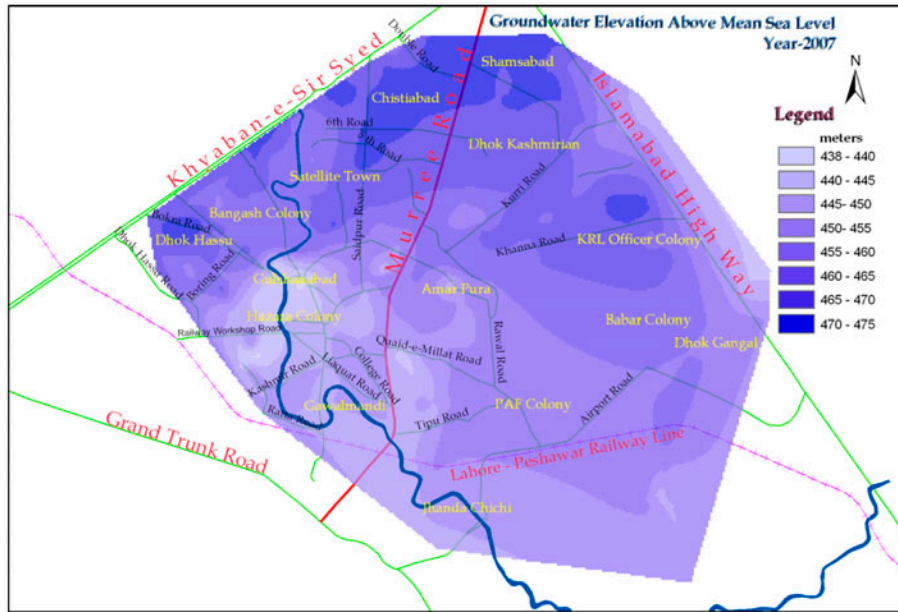 Groundwater Elevation Above Mean Sea Level
Year-2007
N
Legend
meters
438 - 440
440 - 445
445- 450
450 - 455
455 - 460
460 - 465
465 - 470
470 - 475
Khyaban-e-Sir Syed
Double Road
Murree Road
Shamsabad
Islamabad High Way
Chistiabad
6th Road
5th Road
Dhok Kashmirian
Satellite Town
Kurri Road
Bangash Colony
Saidpur Road
Bokra Road
Dhok Hassu
Dhok Hassu Road
Boring Road
Khanna Road
KRL Officer Colony
Gulshanabad
Amar Pura
Hazara Colony
Babar Colony
Railway Workshop Road
Dhok Gangal
Quaid-e-Millat Road
Rawal Road
College Road
Liaquat Road
Kashmir Road
Gawalmandi
Ratta Road
Tipu Road
PAF Colony
Airport Road
Grand Trunk Road
Lahore - Peshawar Railway Line
Jhanda Chichi